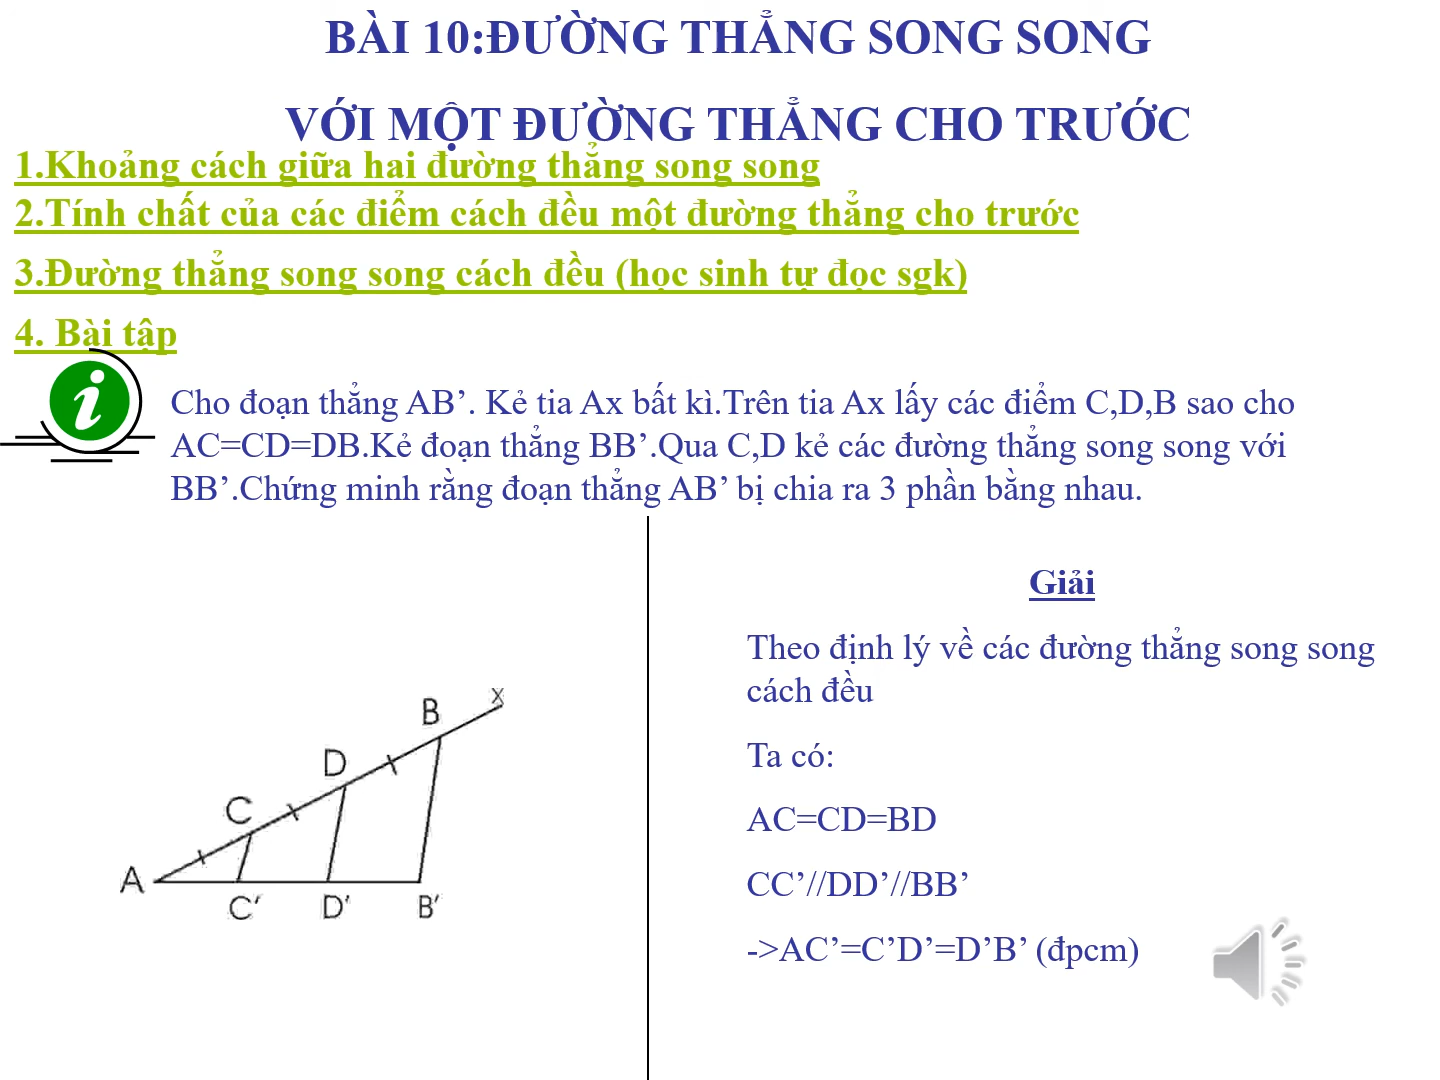 BÀI 10:ĐƯỜNG THẲNG SONG SONG
VỚI MỘT ĐƯỜNG THẲNG CHO TRƯỚC
1.Khoảng cách giữa hai đường thẳng song song
2.Tính chất của các điểm cách đều một đường thẳng cho trước
3.Đường thẳng song song cách đều (học sinh tự đọc sgk)
4. Bài tập
i
Cho đoạn thẳng AB’. Kẻ tia Ax bất kì.Trên tia Ax lấy các điểm C,D,B sao cho
AC=CD=DB.Kẻ đoạn thẳng BB’.Qua C,D kẻ các đường thẳng song song với
BB’.Chứng minh rằng đoạn thẳng AB’ bị chia ra 3 phần bằng nhau.
x
B
D
C
A
C'
D'
B'
Giải
Theo định lý về các đường thẳng song song
cách đều
Ta có:
AC=CD=BD
CC’//DD’//BB’
->AC’=C’D’=D’B’ (đpcm)